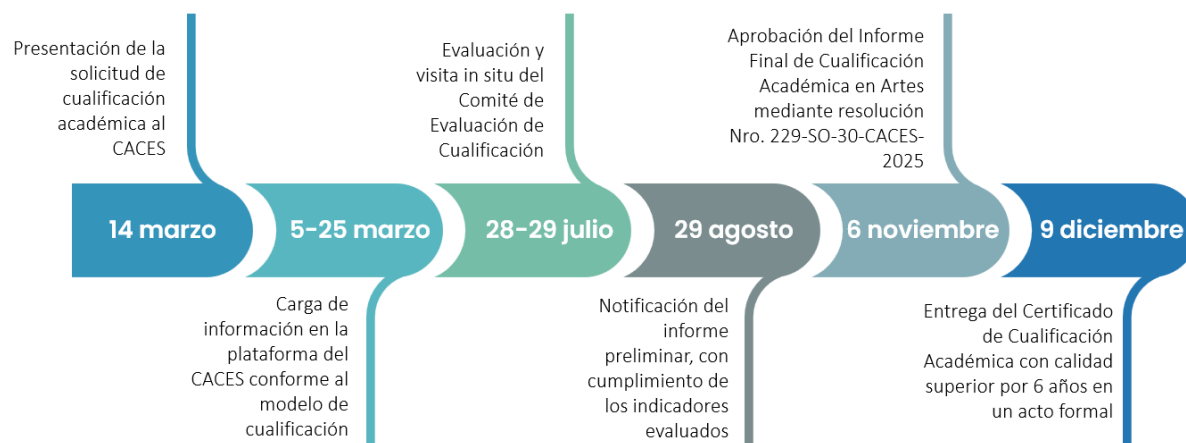 Presentación de la
solicitud de
cualificación
académica al
CACES
Evaluación y
visita in situ del
Comité de
Evaluación de
Cualificación
Aprobación del Informe
Final de Cualificación
Académica en Artes
mediante resolución
Nro. 229-SO-30-CACES-
2025
14 marzo
5-25 marzo
28-29 julio
29 agosto
6 noviembre
9 diciembre
Carga de
información en la
plataforma del
CACES conforme al
modelo de
cualificación
Notificación del
informe
preliminar, con
cumplimiento de
los indicadores
evaluados
Entrega del Certificado
de Cualificación
Académica con calidad
superior por 6 años en
un acto formal